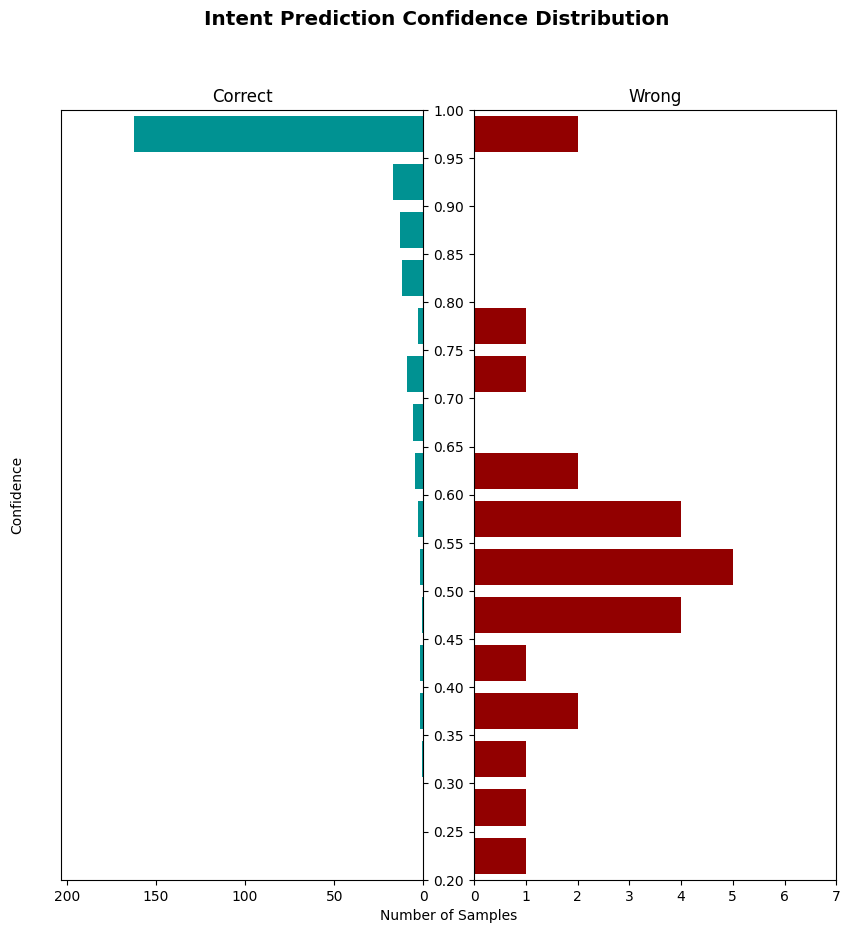 Intent Prediction Confidence Distribution
Correct
Wrong
1.00
0.95
0.90
0.85
0.80
0.75
0.70
0.65
0.60
0.55
0.50
0.45
0.40
0.35
0.30
0.25
0.20
Confidence
200 150 100 50 0
0 1 2 3 4 5 6 7
Number of Samples